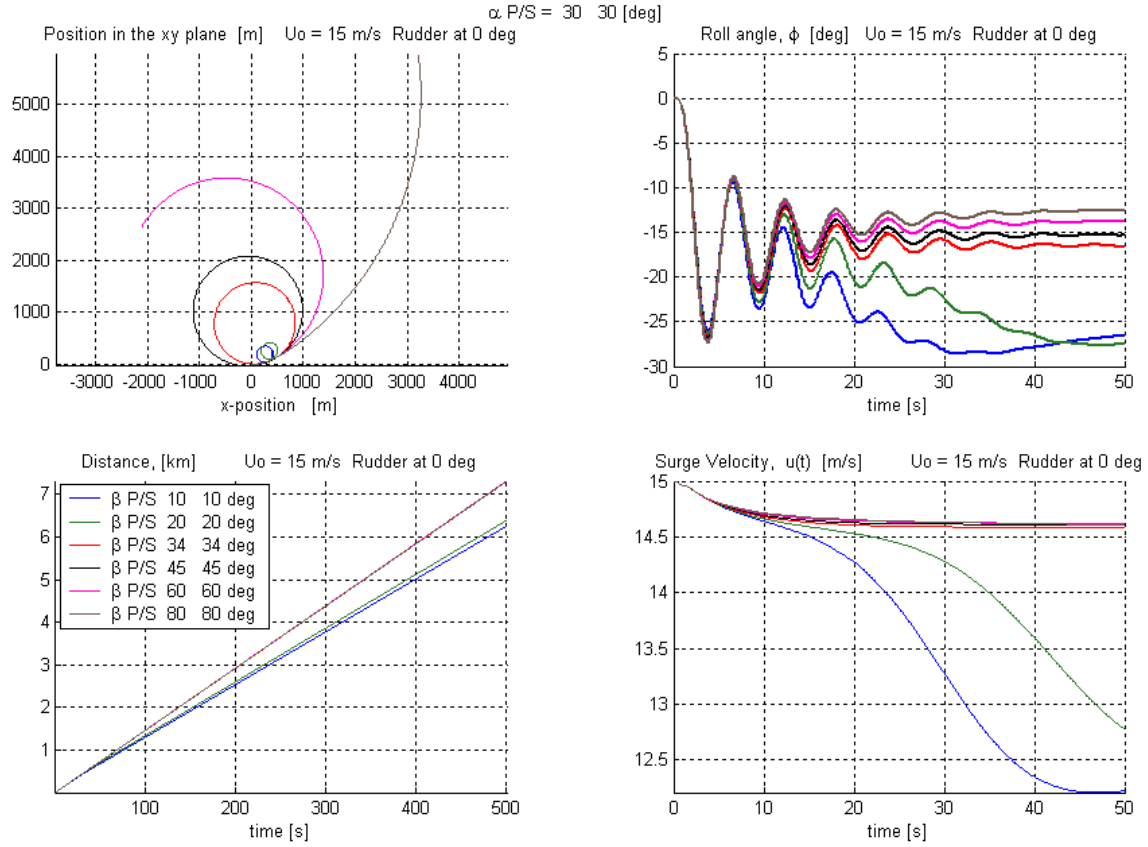 α P/S = 30 30 [deg]
Position in the xy plane [m] Uo = 15 m/s Rudder at 0 deg
5000
4000
3000
2000
1000
0
-3000 -2000 -1000 0 1000 2000 3000 4000
x-position [m]
Roll angle, ϕ [deg] Uo = 15 m/s Rudder at 0 deg
5
0
-5
-10
-15
-20
-25
-30
0 10 20 30 40 50
time [s]
Distance, [km] Uo = 15 m/s Rudder at 0 deg
7
6
5
4
3
2
1
β P/S 10 10 deg
β P/S 20 20 deg
β P/S 34 34 deg
β P/S 45 45 deg
β P/S 60 60 deg
β P/S 80 80 deg
100 200 300 400 500
time [s]
Surge Velocity, u(t) [m/s] Uo = 15 m/s Rudder at 0 deg
15
14.5
14
13.5
13
12.5
0 10 20 30 40 50
time [s]